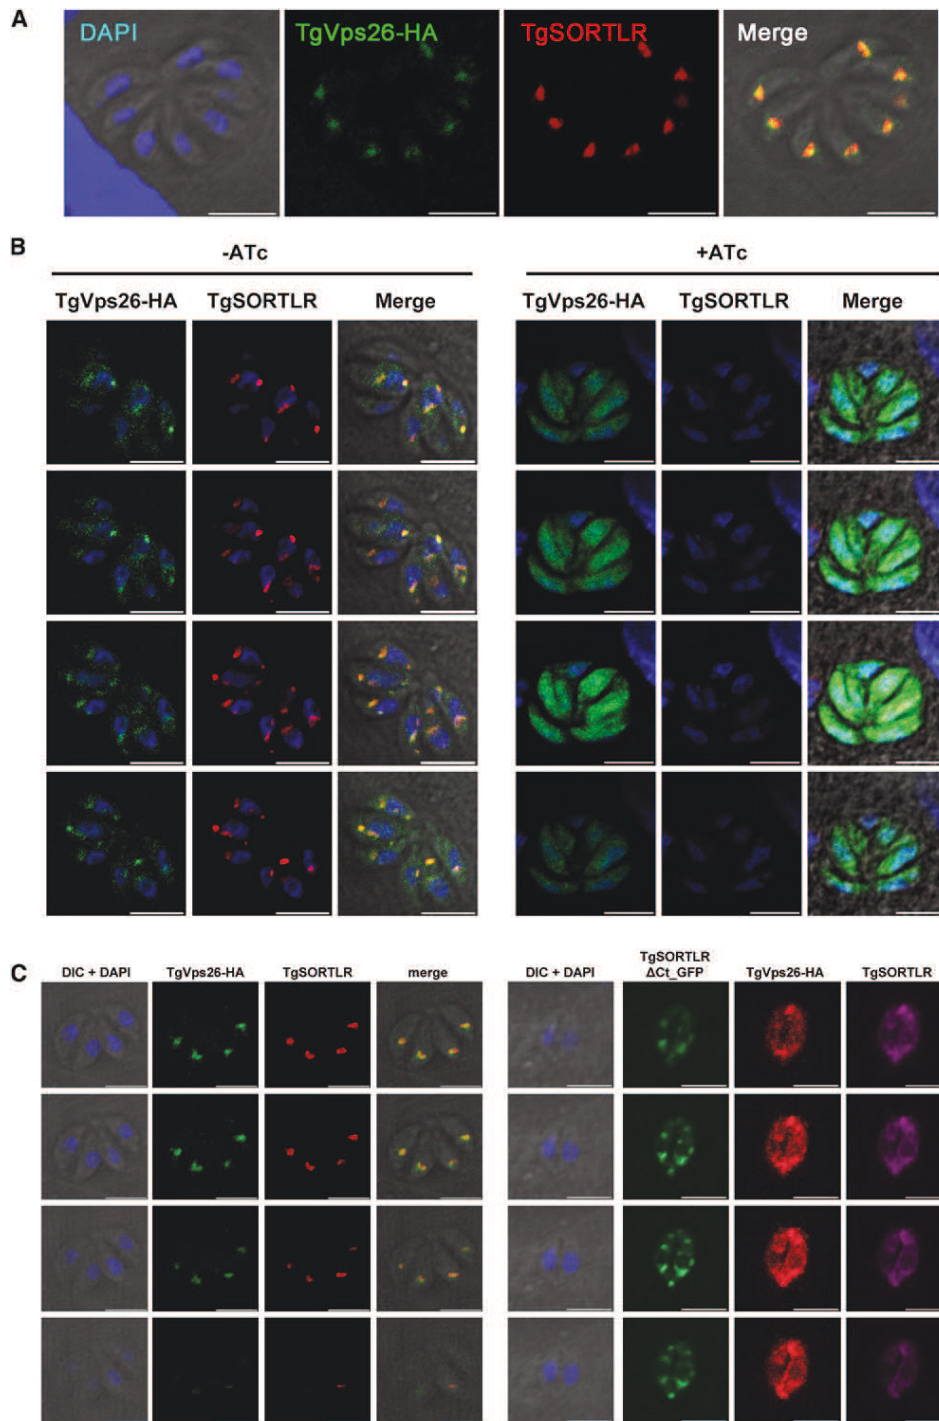 A
DAPI TgVps26-HA TgSORTLR Merge
B
-ATc +ATc
TgVps26-HA TgSORTLR Merge TgVps26-HA TgSORTLR Merge
C
DIC + DAPI TgVps26-HA TgSORTLR merge DIC + DAPI TgSORTLR ΔCt_GFP TgVps26-HA TgSORTLR